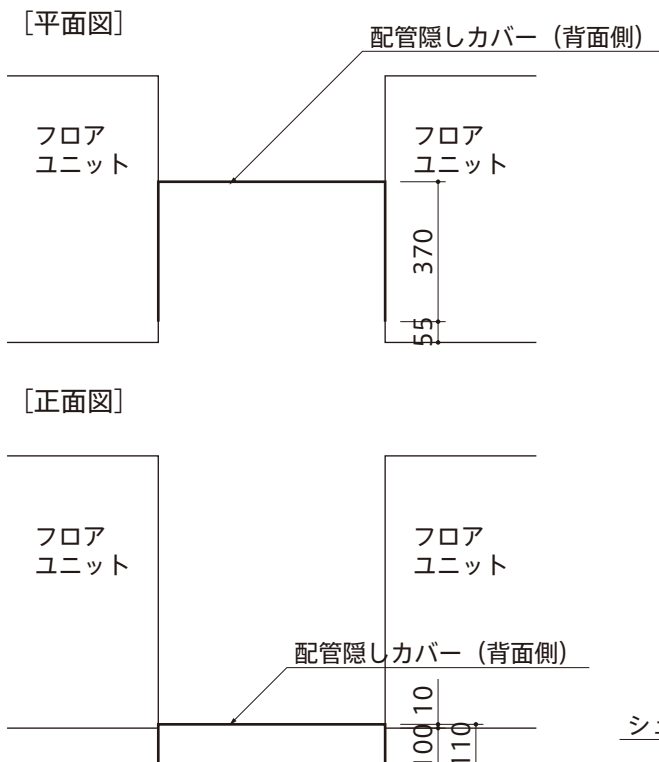 ［平面図］
配管隠しカバー（背面側）
フロア
ユニット
フロア
ユニット
370
55
［正面図］
フロア
ユニット
フロア
ユニット
配管隠しカバー（背面側）
10
100
110